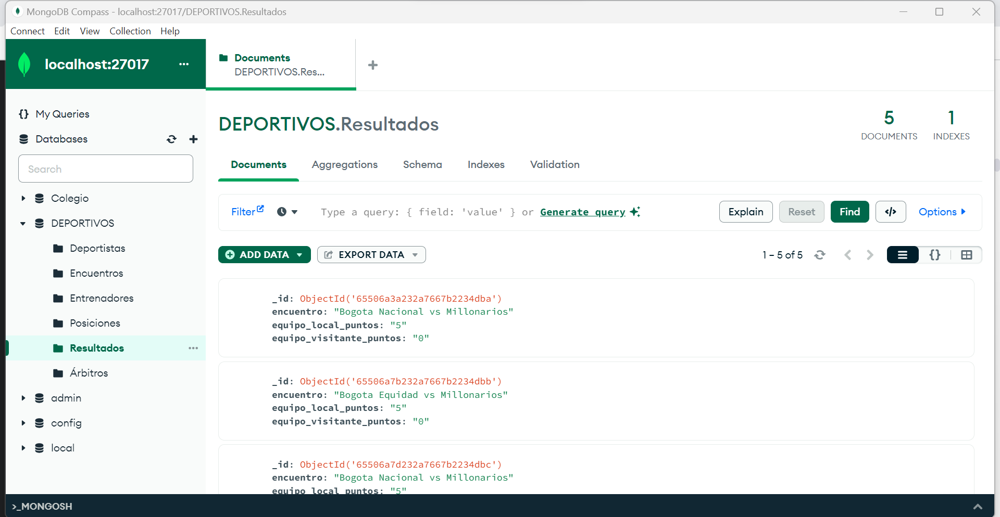 MongoDB Compass - localhost:27017/DEPORTIVOS.Resultados
Connect Edit View Collection Help
localhost:27017 ...
Documents
DEPORTIVOS.Res...
{} My Queries
Databases
Search
Colegio
DEPORTIVOS
Deportistas
Encuentros
Entrenadores
Posiciones
Resultados
Árbitros
admin
config
local
DEPORTIVOS.Resultados
5
DOCUMENTS
1
INDEXES
Documents Aggregations Schema Indexes Validation
Filter Type a query: { field: 'value' } or Generate query Explain Reset Find </> Options
ADD DATA EXPORT DATA 1 – 5 of 5 {}
_id: ObjectId('65506a3a232a7667b2234dba')
encuentro: "Bogota Nacional vs Millonarios"
equipo_local_puntos: "5"
equipo_visitante_puntos: "0"
_id: ObjectId('65506a7b232a7667b2234dbb')
encuentro: "Bogota Equidad vs Millonarios"
equipo_local_puntos: "5"
equipo_visitante_puntos: "0"
_id: ObjectId('65506a7d232a7667b2234dbc')
encuentro: "Bogota Nacional vs Millonarios"
equipo_local_puntos: "5"
>_MONGOSH